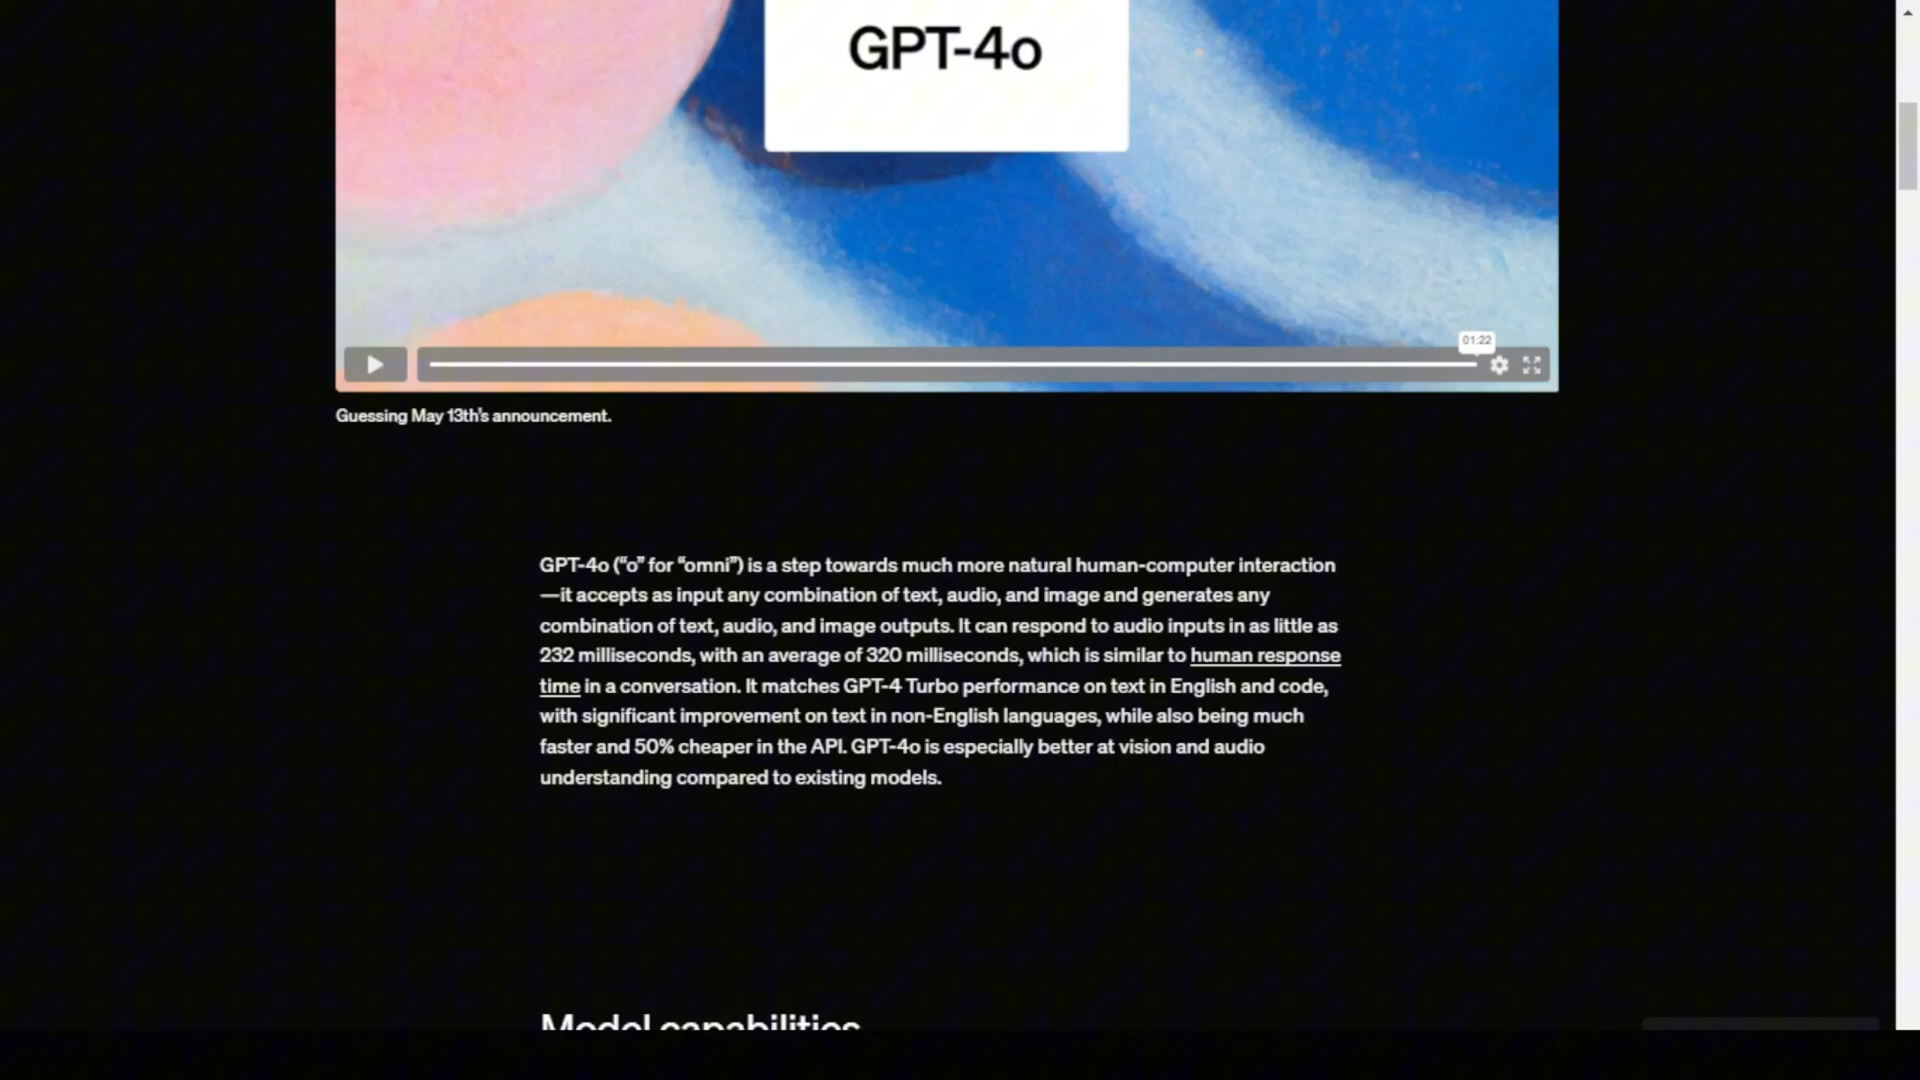 GPT-4o
01:22
Guessing May 13th’s announcement.
GPT-4o (“o” for “omni”) is a step towards much more natural human-computer interaction
—it accepts as input any combination of text, audio, and image and generates any
combination of text, audio, and image outputs. It can respond to audio inputs in as little as
232 milliseconds, with an average of 320 milliseconds, which is similar to human response
time in a conversation. It matches GPT-4 Turbo performance on text in English and code,
with significant improvement on text in non-English languages, while also being much
faster and 50% cheaper in the API. GPT-4o is especially better at vision and audio
understanding compared to existing models.
Model capabilities